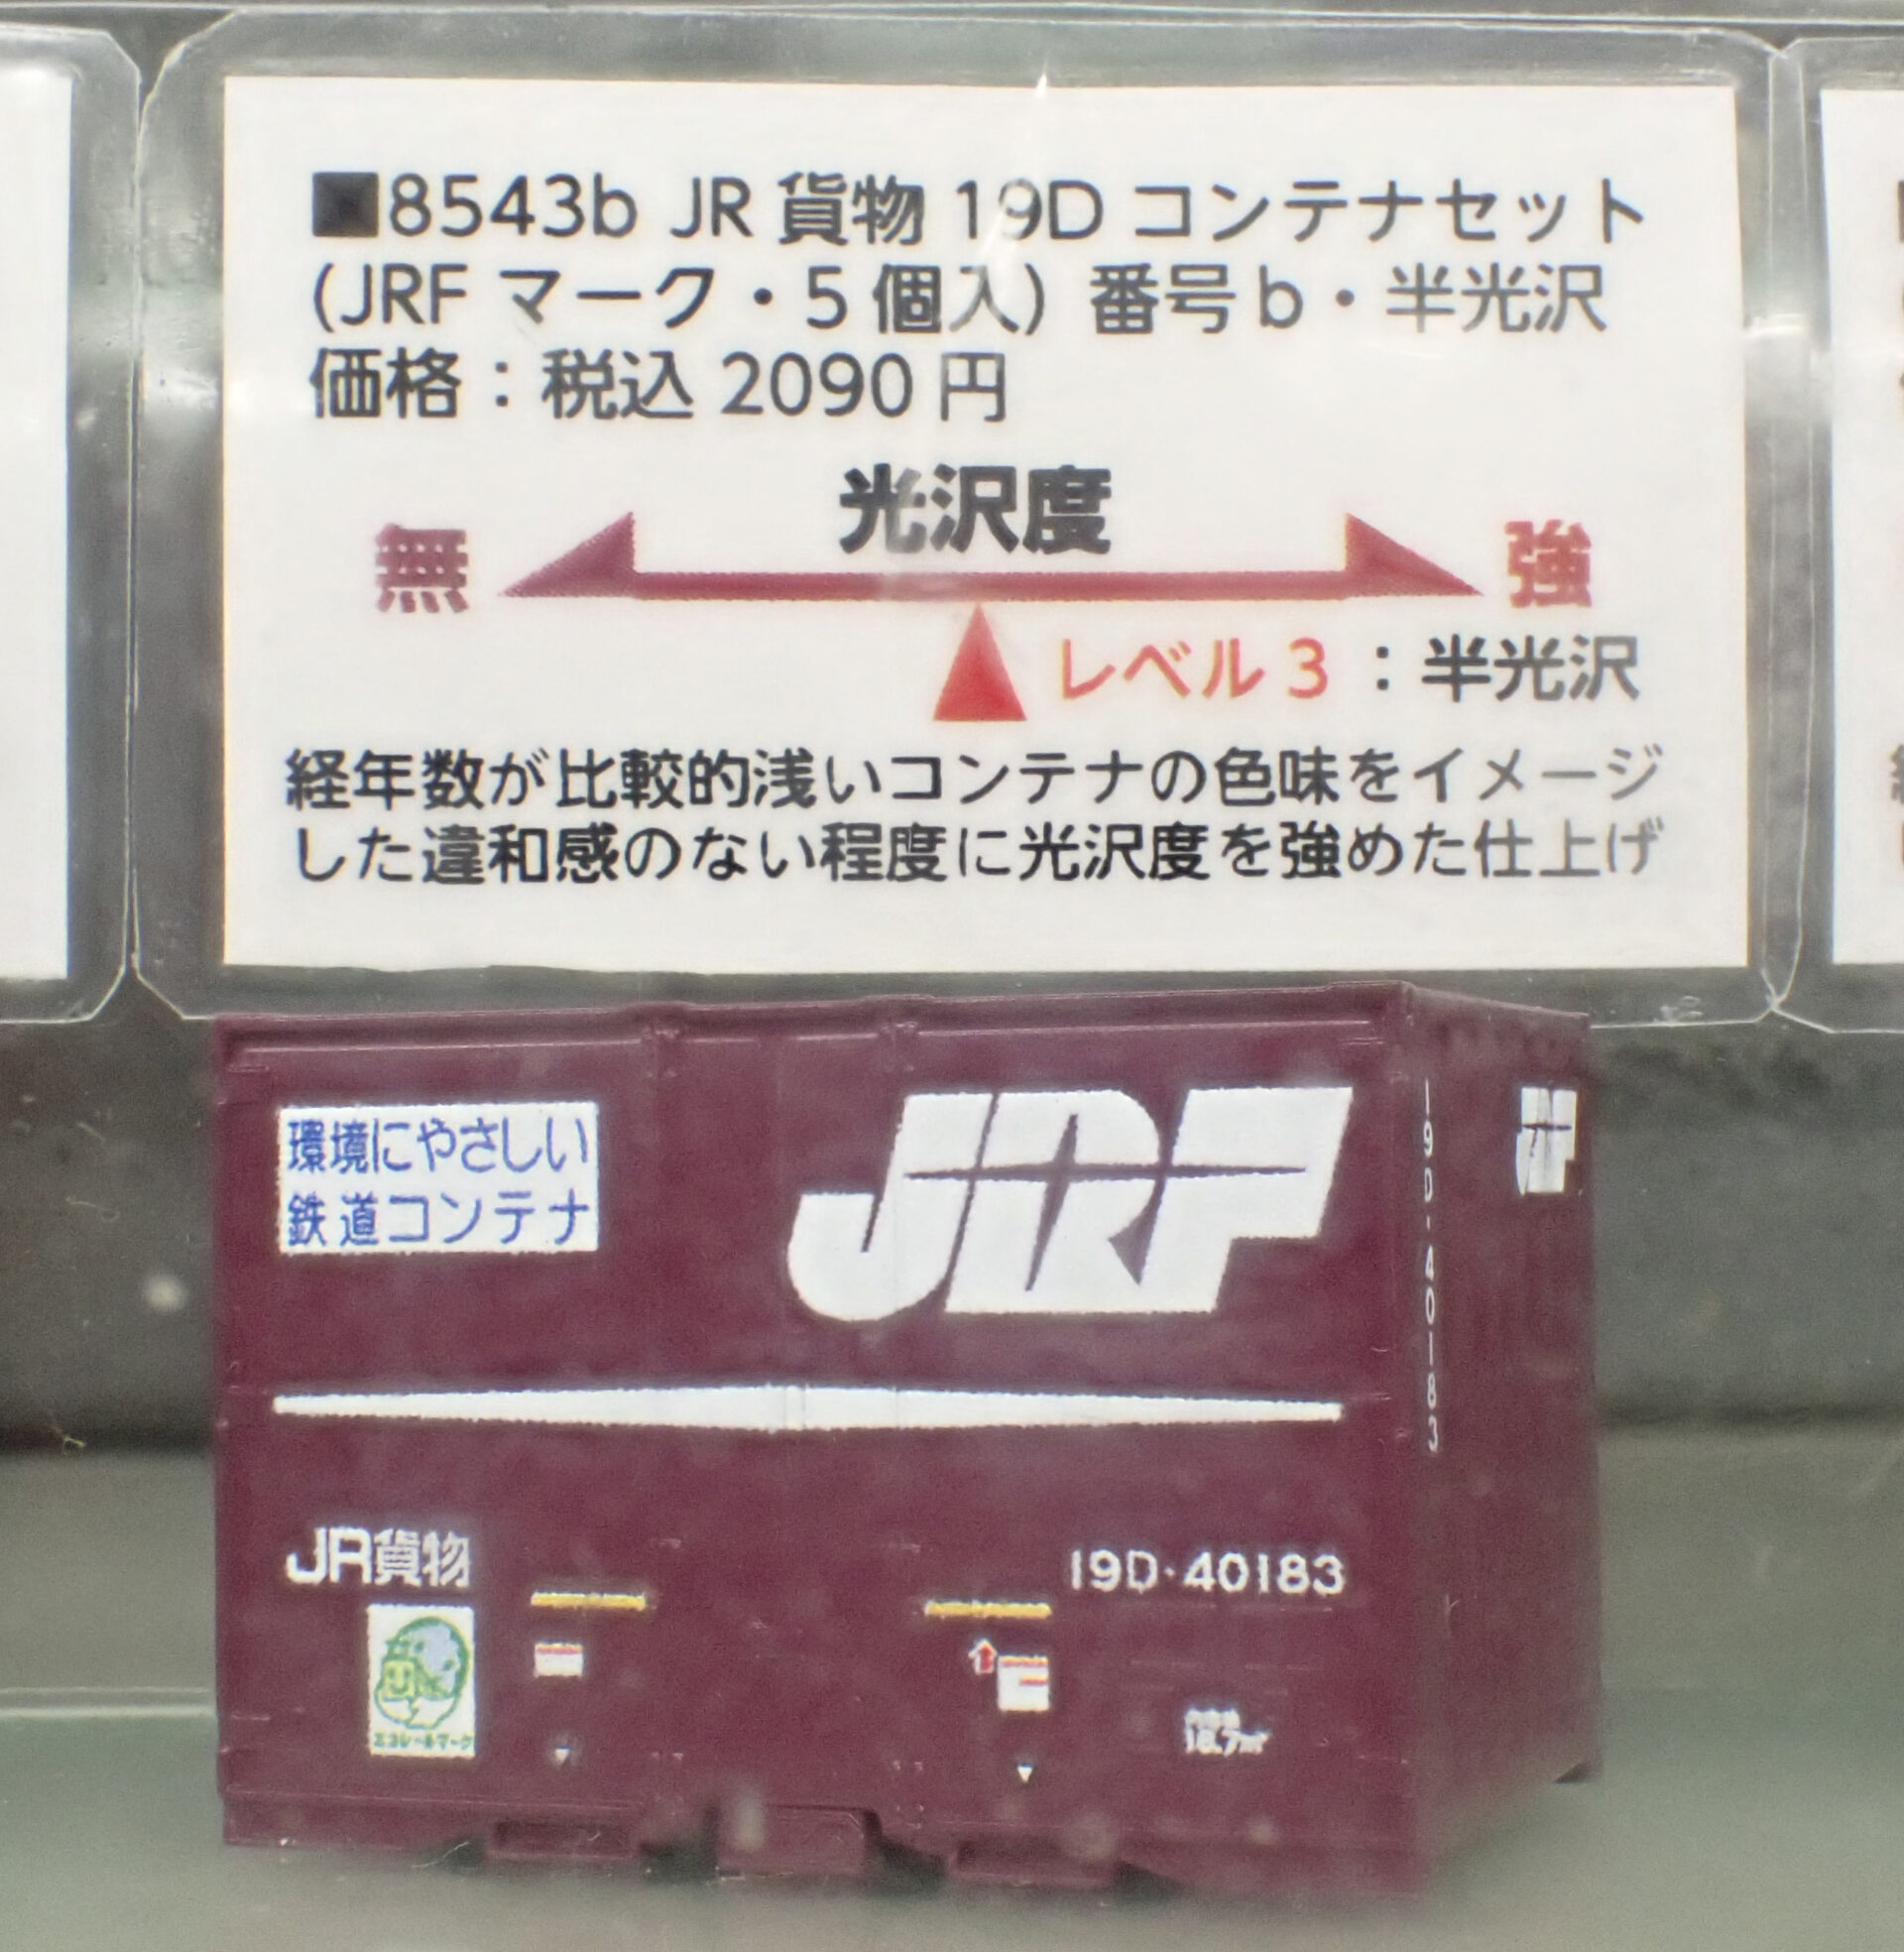 ■8543b JR 貨物 19D コンテナセット
(JRF マーク・5 個入) 番号 b・半光沢
価格：税込 2090 円
光沢度
無
強
レベル 3 ：半光沢
経年数が比較的浅いコンテナの色味をイメージ
した違和感のない程度に光沢度を強めた仕上げ
環境にやさしい
鉄道コンテナ
JRF
19D-40183
JR貨物
19D-40183
エコレールマーク
18.7㎥